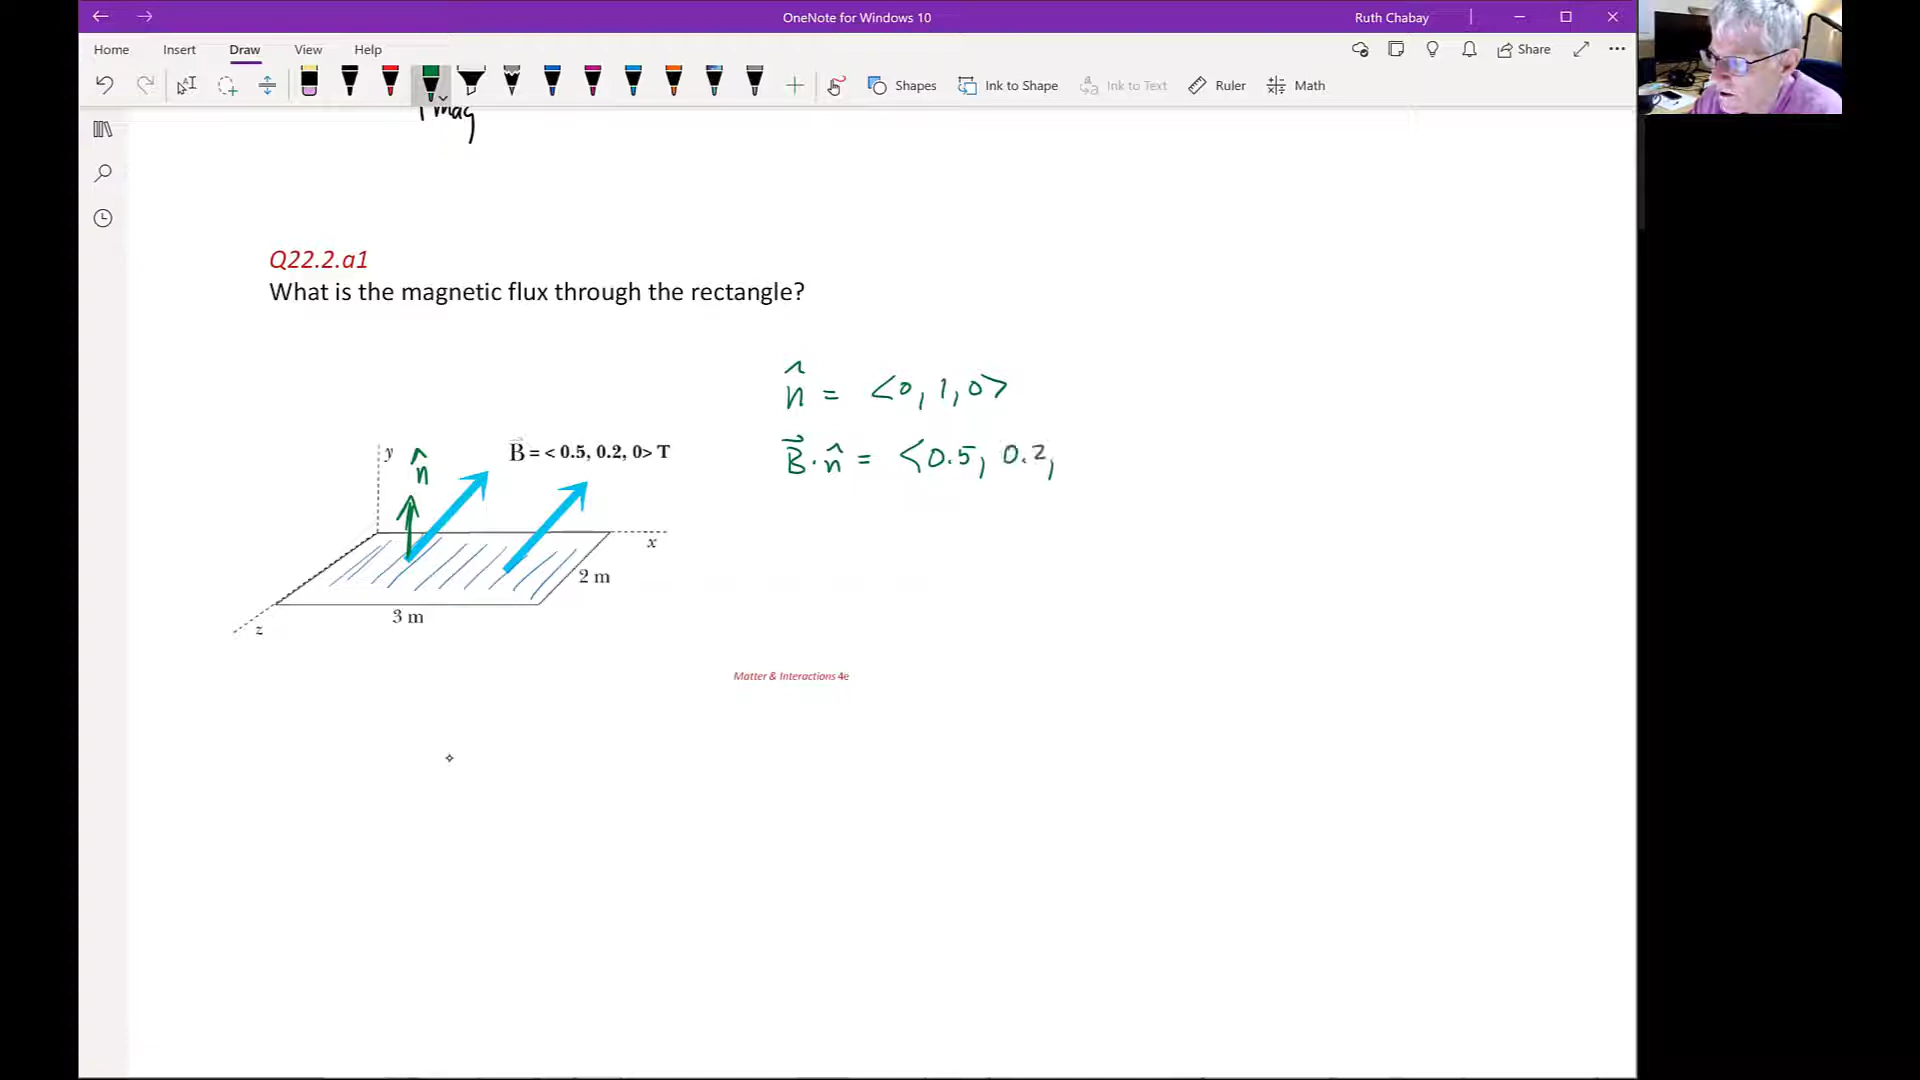 OneNote for Windows 10
Ruth Chabay
Home Insert Draw View Help
Share
Shapes Ink to Shape Ink to Text Ruler Math
mag
Q22.2.a1
What is the magnetic flux through the rectangle?
n̂ = <0, 1, 0>
B⃗ · n̂ = <0.5, 0.2,
y
n̂
B⃗ = < 0.5, 0.2, 0> T
x
2 m
3 m
z
Matter & Interactions 4e